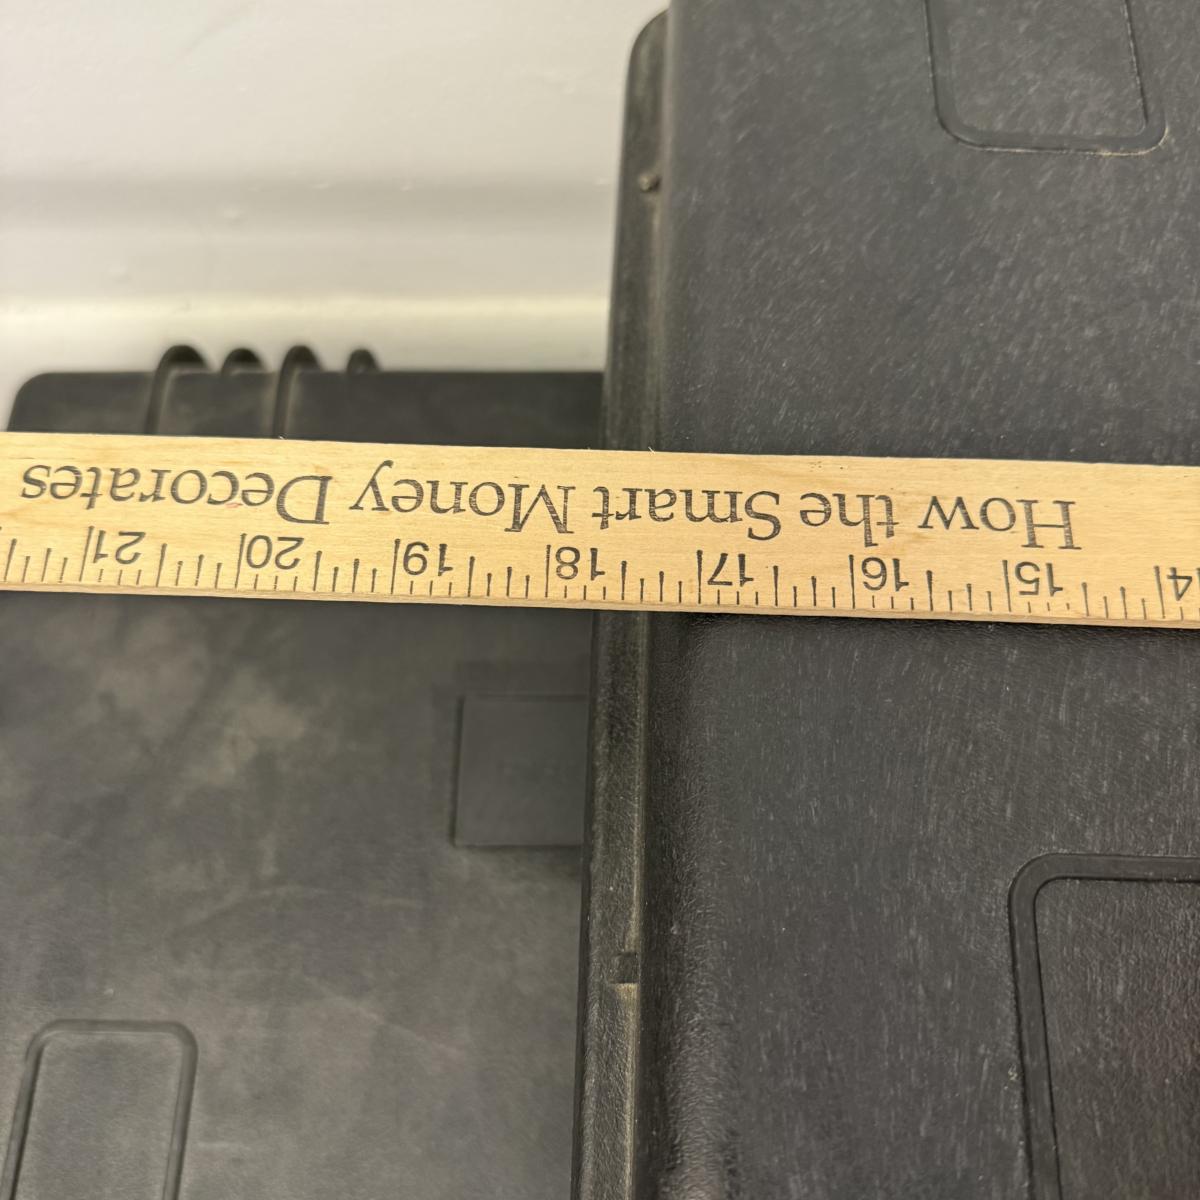 How the Smart Money Decorates
14 15 16 17 18 19 20 21